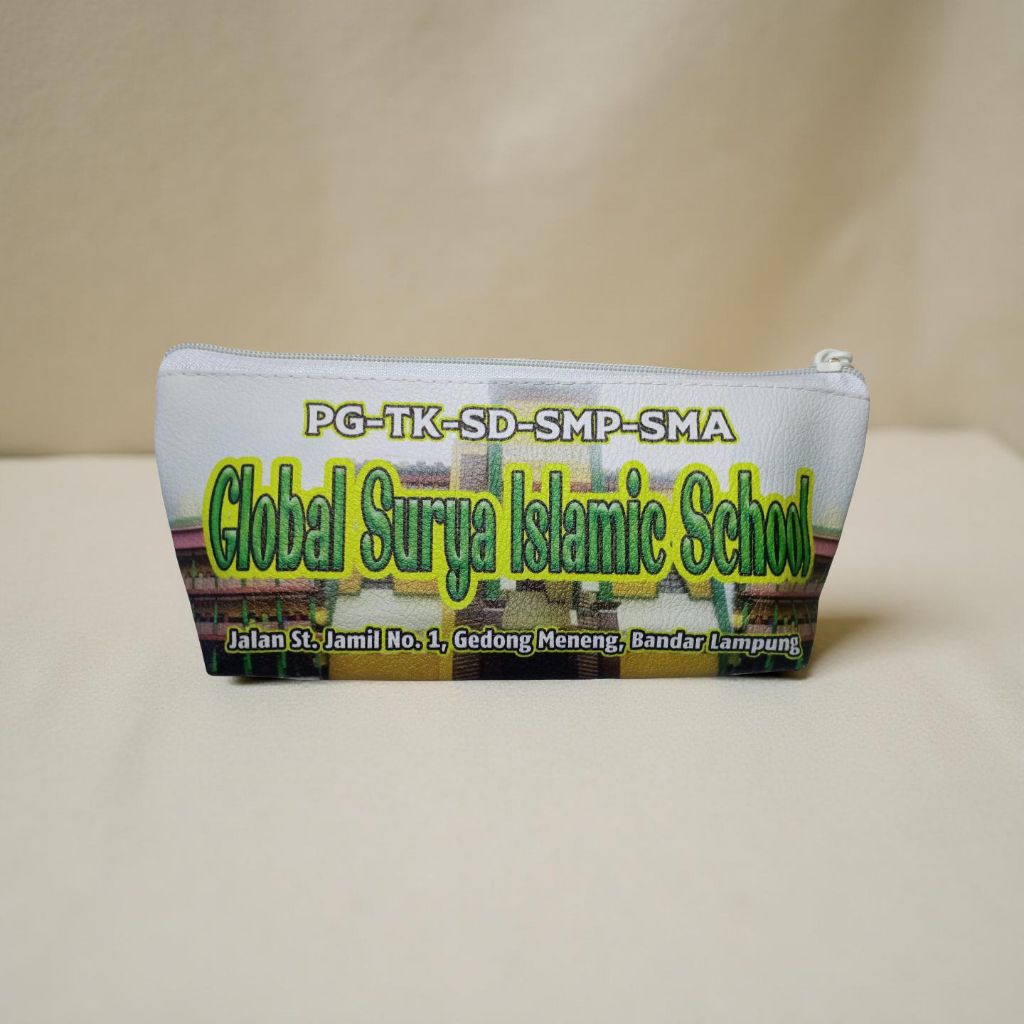 PG-TK-SD-SMP-SMA
Global Surya Islamic School
Jalan St. Jamil No. 1, Gedong Meneng, Bandar Lampung